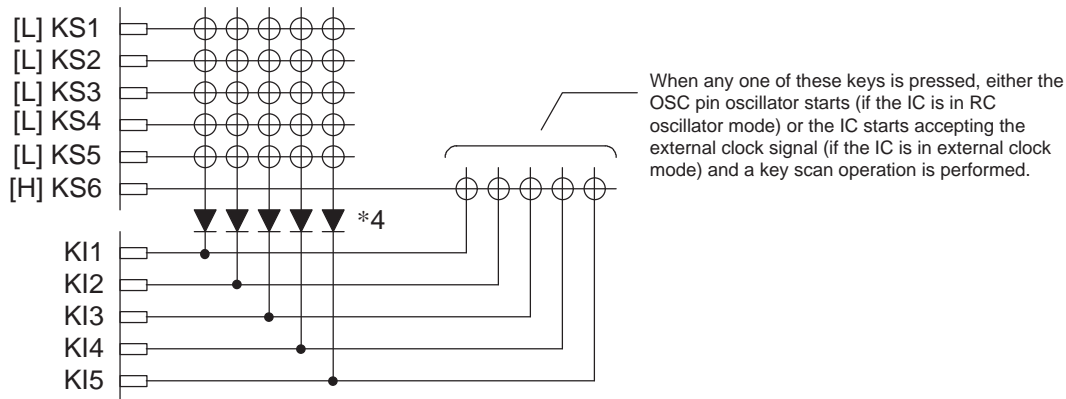 [L] KS1
[L] KS2
[L] KS3
[L] KS4
[L] KS5
[H] KS6
When any one of these keys is pressed, either the
OSC pin oscillator starts (if the IC is in RC
oscillator mode) or the IC starts accepting the
external clock signal (if the IC is in external clock
mode) and a key scan operation is performed.
*4
KI1
KI2
KI3
KI4
KI5